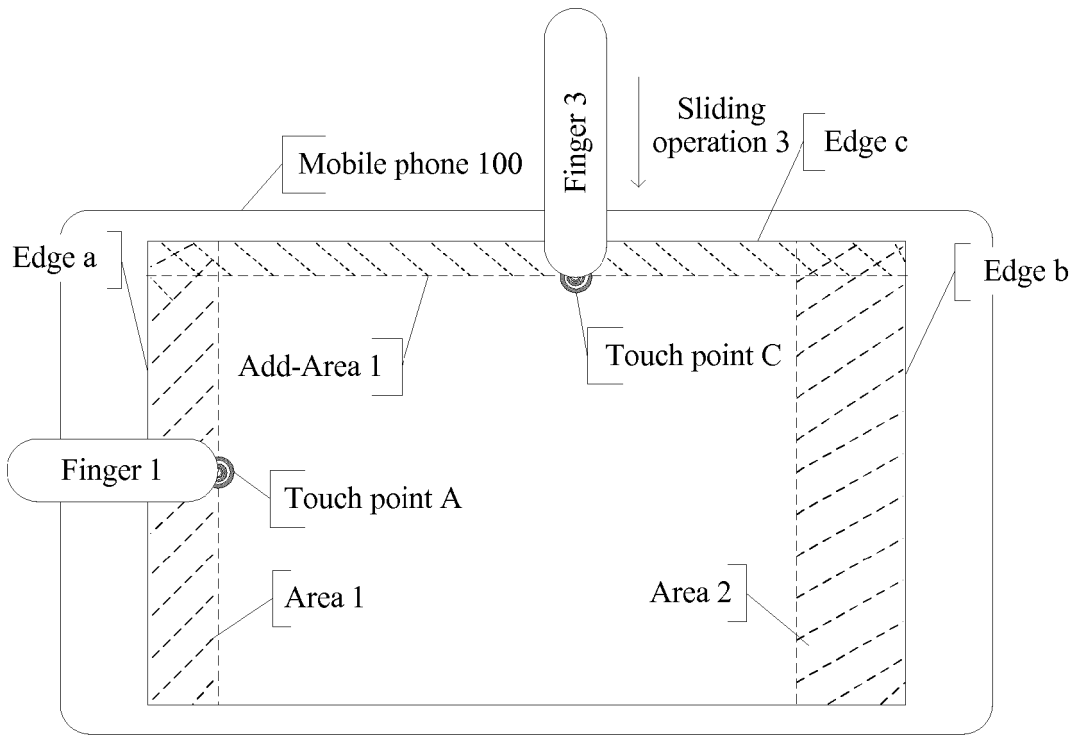 Finger 3
Sliding
operation 3
Edge c
Mobile phone 100
Edge a
Edge b
Add-Area 1
Touch point C
Finger 1
Touch point A
Area 1
Area 2